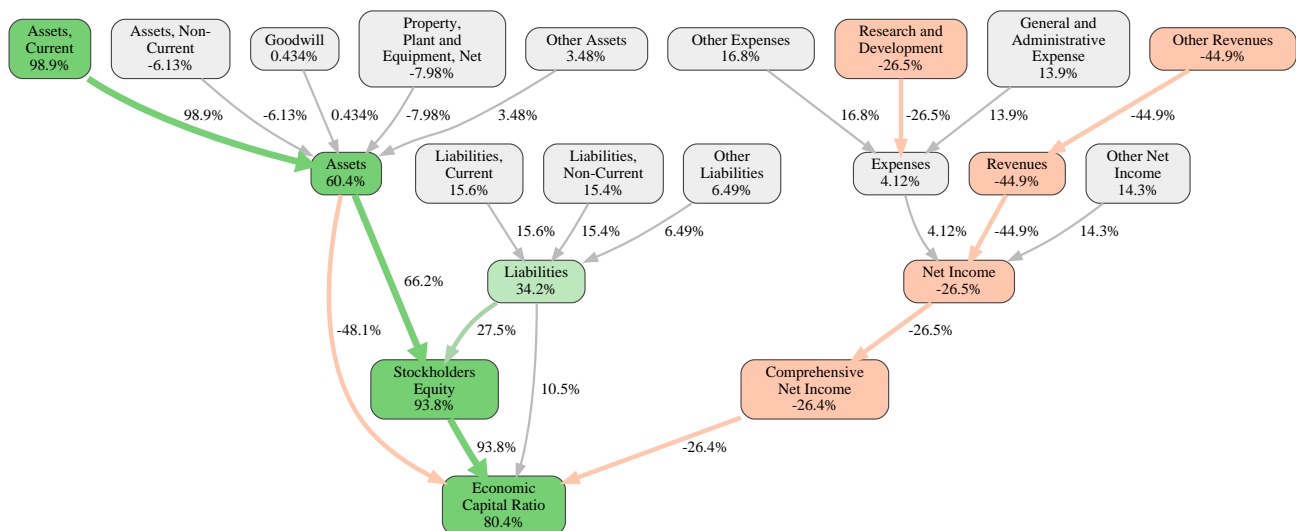 Assets,
Current
98.9%
Assets, Non-
Current
-6.13%
Goodwill
0.434%
Property,
Plant and
Equipment, Net
-7.98%
Other Assets
3.48%
Other Expenses
16.8%
Research and
Development
-26.5%
General and
Administrative
Expense
13.9%
Other Revenues
-44.9%
98.9%
-6.13%
0.434%
-7.98%
3.48%
16.8%
-26.5%
13.9%
-44.9%
Assets
60.4%
Liabilities,
Current
15.6%
Liabilities,
Non-Current
15.4%
Other
Liabilities
6.49%
Expenses
4.12%
Revenues
-44.9%
Other Net
Income
14.3%
15.6%
15.4%
6.49%
4.12%
-44.9%
14.3%
66.2%
Liabilities
34.2%
Net Income
-26.5%
-48.1%
27.5%
-26.5%
Stockholders
Equity
93.8%
10.5%
Comprehensive
Net Income
-26.4%
93.8%
-26.4%
Economic
Capital Ratio
80.4%